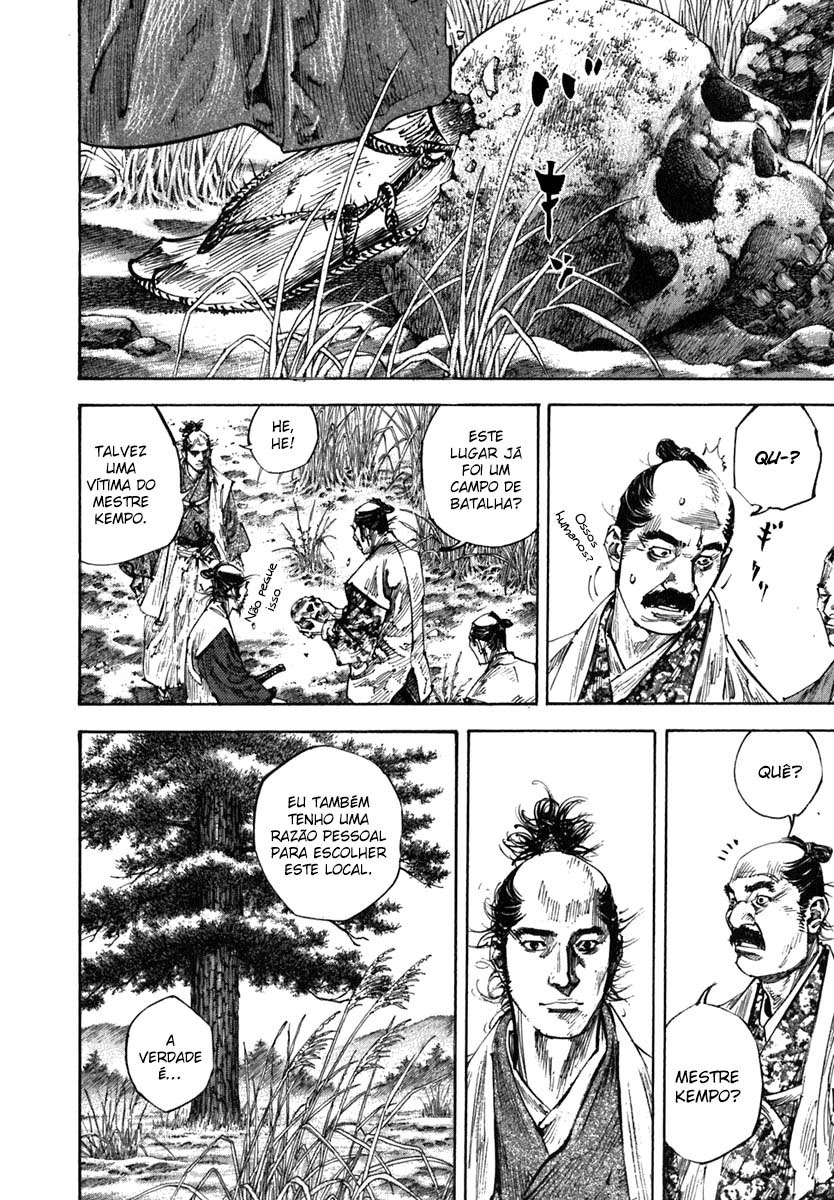 QU-?
Ossos
humanos?
ESTE
LUGAR JÁ
FOI UM
CAMPO DE
BATALHA?
HE,
HE!
Não pegue
isso.
TALVEZ
UMA
VÍTIMA DO
MESTRE
KEMPO.
QUÊ?
MESTRE
KEMPO?
EU TAMBÉM
TENHO UMA
RAZÃO PESSOAL
PARA ESCOLHER
ESTE LOCAL.
A
VERDADE
É...